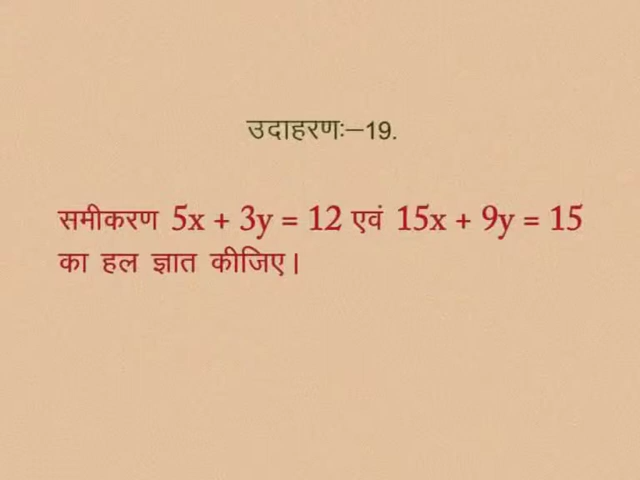 उदाहरणः–19.
समीकरण 5x + 3y = 12 एवं 15x + 9y = 15
का हल ज्ञात कीजिए।